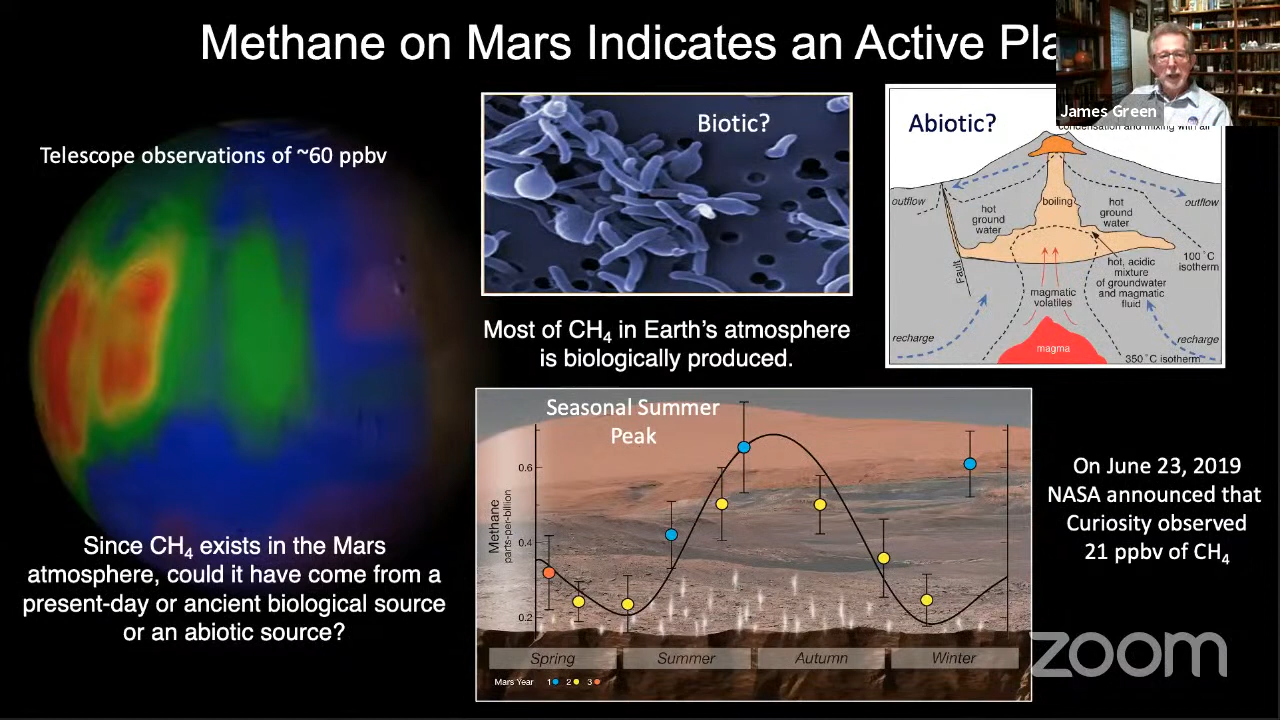 Methane on Mars Indicates an Active Pla
James Green
Telescope observations of ~60 ppbv
Biotic?
Abiotic?
condensation and mixing with air
outflow
hot
ground
water
boiling
hot
ground
water
outflow
Fault
100˚C
isotherm
hot, acidic
mixture
of groundwater
and magmatic
fluid
magmatic
volatiles
recharge
magma
recharge
350˚C isotherm
Most of CH₄ in Earth's atmosphere
is biologically produced.
Seasonal Summer
Peak
Methane
parts-per-billion
0.6
0.4
0.2
Spring
Summer
Autumn
Winter
Mars Year 1 2 3
On June 23, 2019
NASA announced that
Curiosity observed
21 ppbv of CH₄
Since CH₄ exists in the Mars
atmosphere, could it have come from a
present-day or ancient biological source
or an abiotic source?
zoom